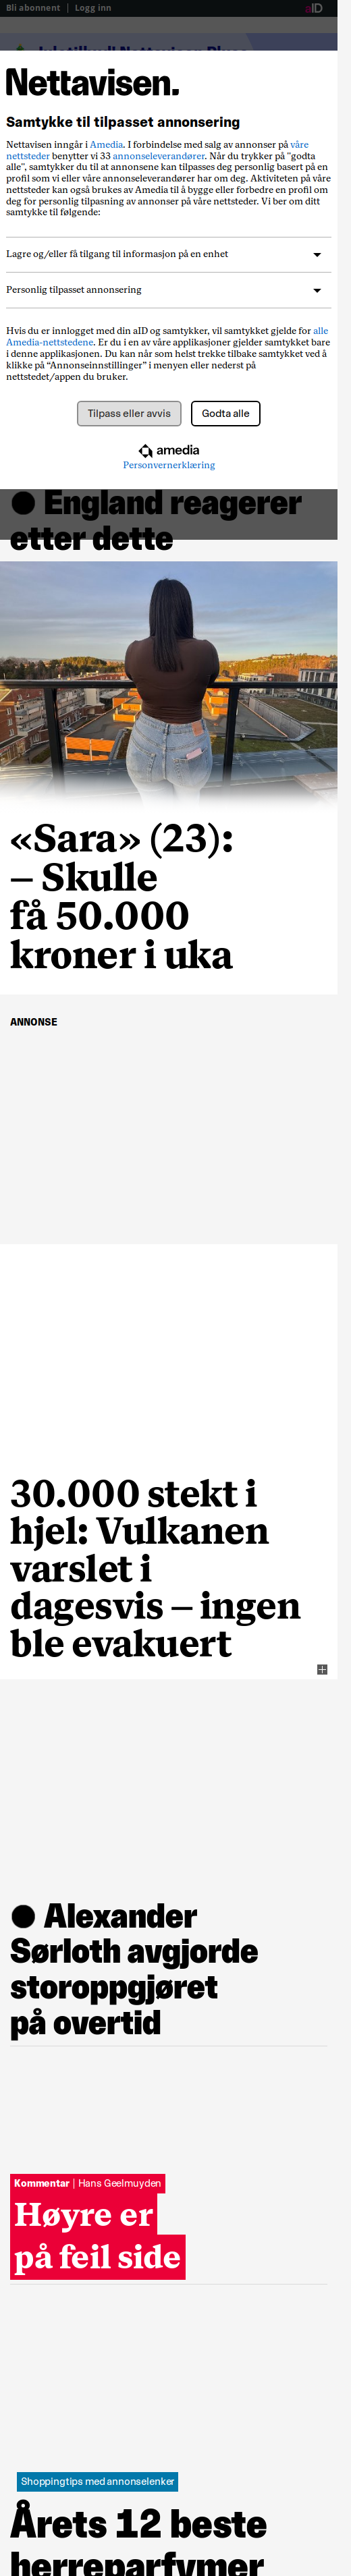 Bli abonnent | Logg inn
aID
Nettavisen.
Samtykke til tilpasset annonsering
Nettavisen inngår i Amedia. I forbindelse med salg av annonser på våre
nettsteder benytter vi 33 annonseleverandører. Når du trykker på "godta
alle", samtykker du til at annonsene kan tilpasses deg personlig basert på en
profil som vi eller våre annonseleverandører har om deg. Aktiviteten på våre
nettsteder kan også brukes av Amedia til å bygge eller forbedre en profil om
deg for personlig tilpasning av annonser på våre nettsteder. Vi ber om ditt
samtykke til følgende:
Lagre og/eller få tilgang til informasjon på en enhet
Personlig tilpasset annonsering
Hvis du er innlogget med din aID og samtykker, vil samtykket gjelde for alle
Amedia-nettstedene. Er du i en av våre applikasjoner gjelder samtykket bare
i denne applikasjonen. Du kan når som helst trekke tilbake samtykket ved å
klikke på “Annonseinnstillinger” i menyen eller nederst på
nettstedet/appen du bruker.
Tilpass eller avvis
Godta alle
amedia
Personvernerklæring
England reagerer
etter dette
«Sara» (23):
– Skulle
få 50.000
kroner i uka
ANNONSE
30.000 stekt i
hjel: Vulkanen
varslet i
dagesvis – ingen
ble evakuert
Alexander
Sørloth avgjorde
storoppgjøret
på overtid
Kommentar | Hans Geelmuyden
Høyre er
på feil side
Shoppingtips med annonselenker
Årets 12 beste
herreparfymer